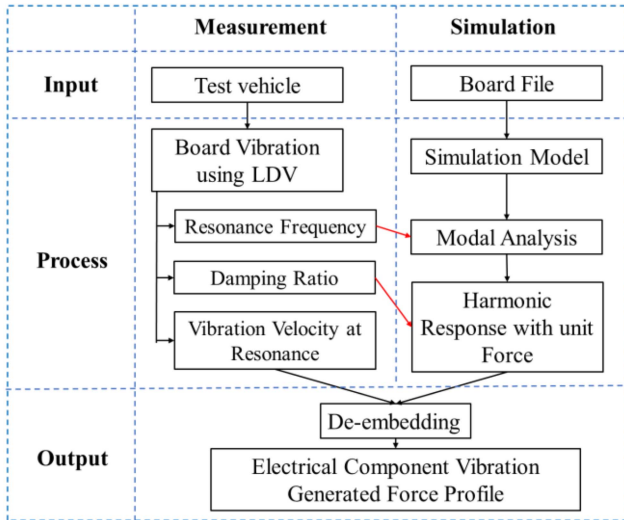 Measurement
Simulation
Input
Test vehicle
Board File
Process
Board Vibration
using LDV
Simulation Model
Resonance Frequency
Modal Analysis
Damping Ratio
Harmonic
Response with unit
Force
Vibration Velocity at
Resonance
Output
De-embedding
Electrical Component Vibration
Generated Force Profile